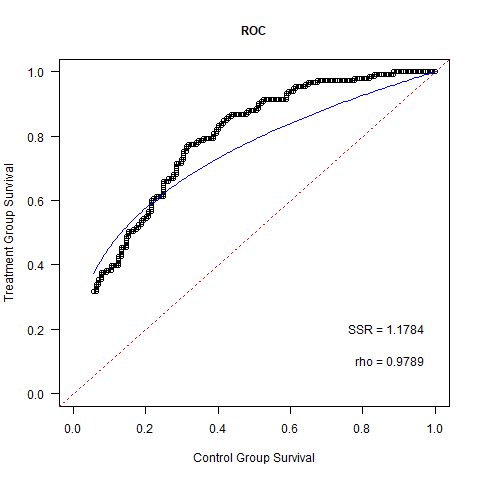 ROC
Treatment Group Survival
1.0
0.8
0.6
0.4
0.2
0.0
SSR = 1.1784
rho = 0.9789
0.0 0.2 0.4 0.6 0.8 1.0
Control Group Survival